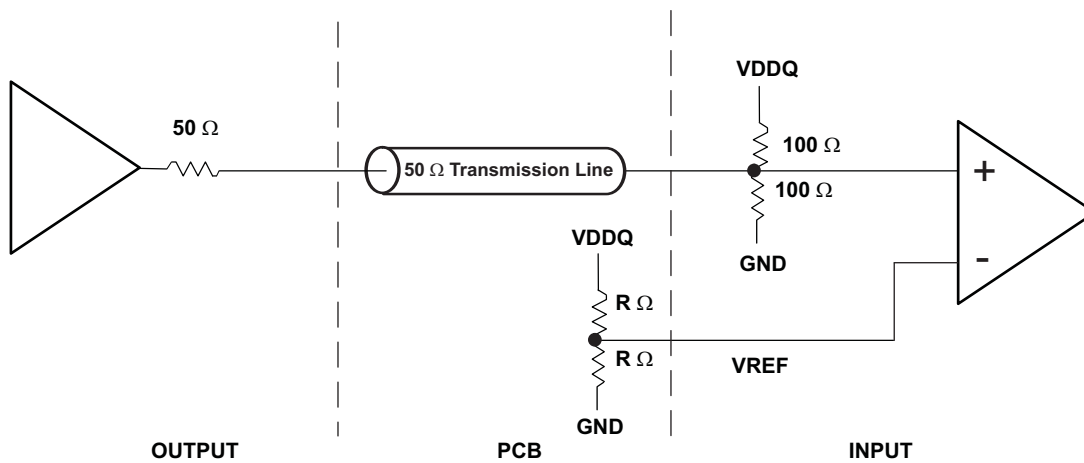 VDDQ
50 Ω
100 Ω
50 Ω Transmission Line
+
100 Ω
VDDQ
-
GND
R Ω
R Ω
VREF
GND
OUTPUT
PCB
INPUT